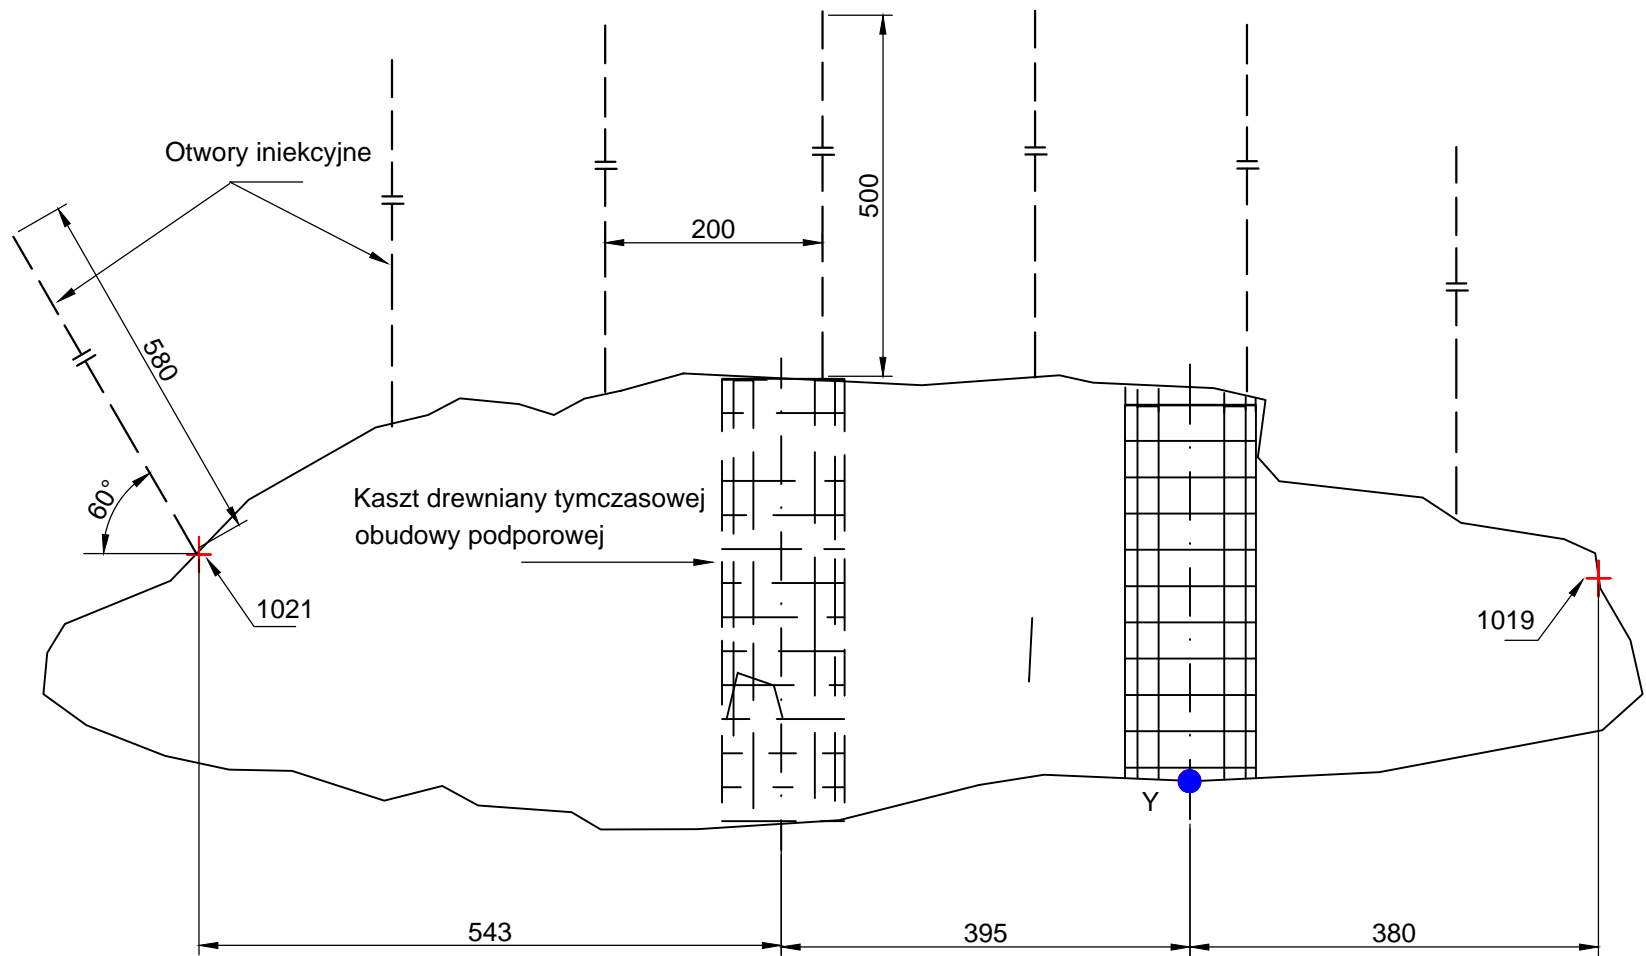 Otwory iniekcyjne
500
200
580
60°
Kaszt drewniany tymczasowej
obudowy podporowej
1021
1019
Y
543
395
380